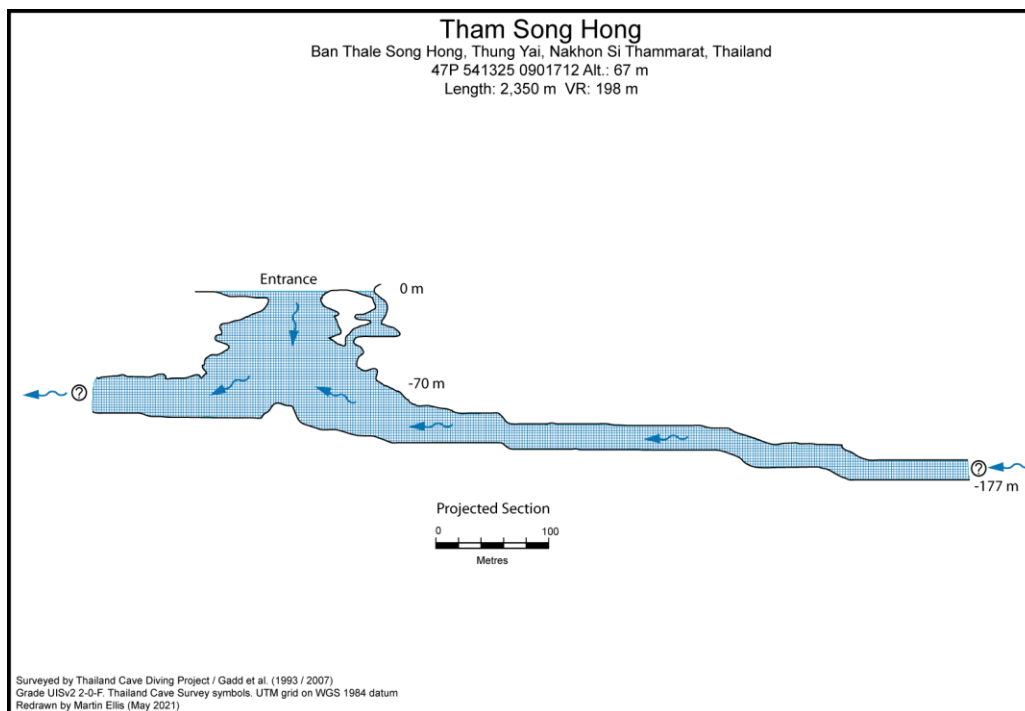 Tham Song Hong
Ban Thale Song Hong, Thung Yai, Nakhon Si Thammarat, Thailand
47P 541325 0901712 Alt.: 67 m
Length: 2,350 m  VR: 198 m
Entrance
0 m
?
-70 m
?
-177 m
Projected Section
0 100
Metres
Surveyed by Thailand Cave Diving Project / Gadd et al. (1993 / 2007)
Grade UISv2 2-0-F. Thailand Cave Survey symbols. UTM grid on WGS 1984 datum
Redrawn by Martin Ellis (May 2021)